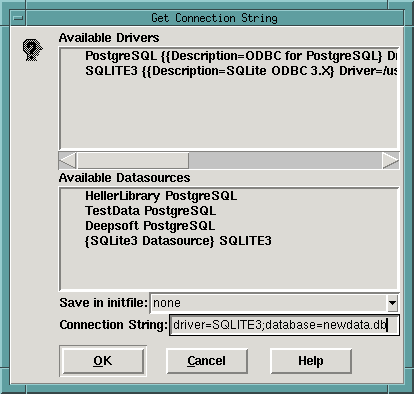 Get Connection String
Available Drivers
PostgreSQL {{Description=ODBC for PostgreSQL} Dr
SQLITE3 {{Description=SQLite ODBC 3.X} Driver=/us
Available Datasources
HellerLibrary PostgreSQL
TestData PostgreSQL
Deepsoft PostgreSQL
{SQLite3 Datasource} SQLITE3
Save in initfile: none
Connection String: driver=SQLITE3;database=newdata.db
OK Cancel Help